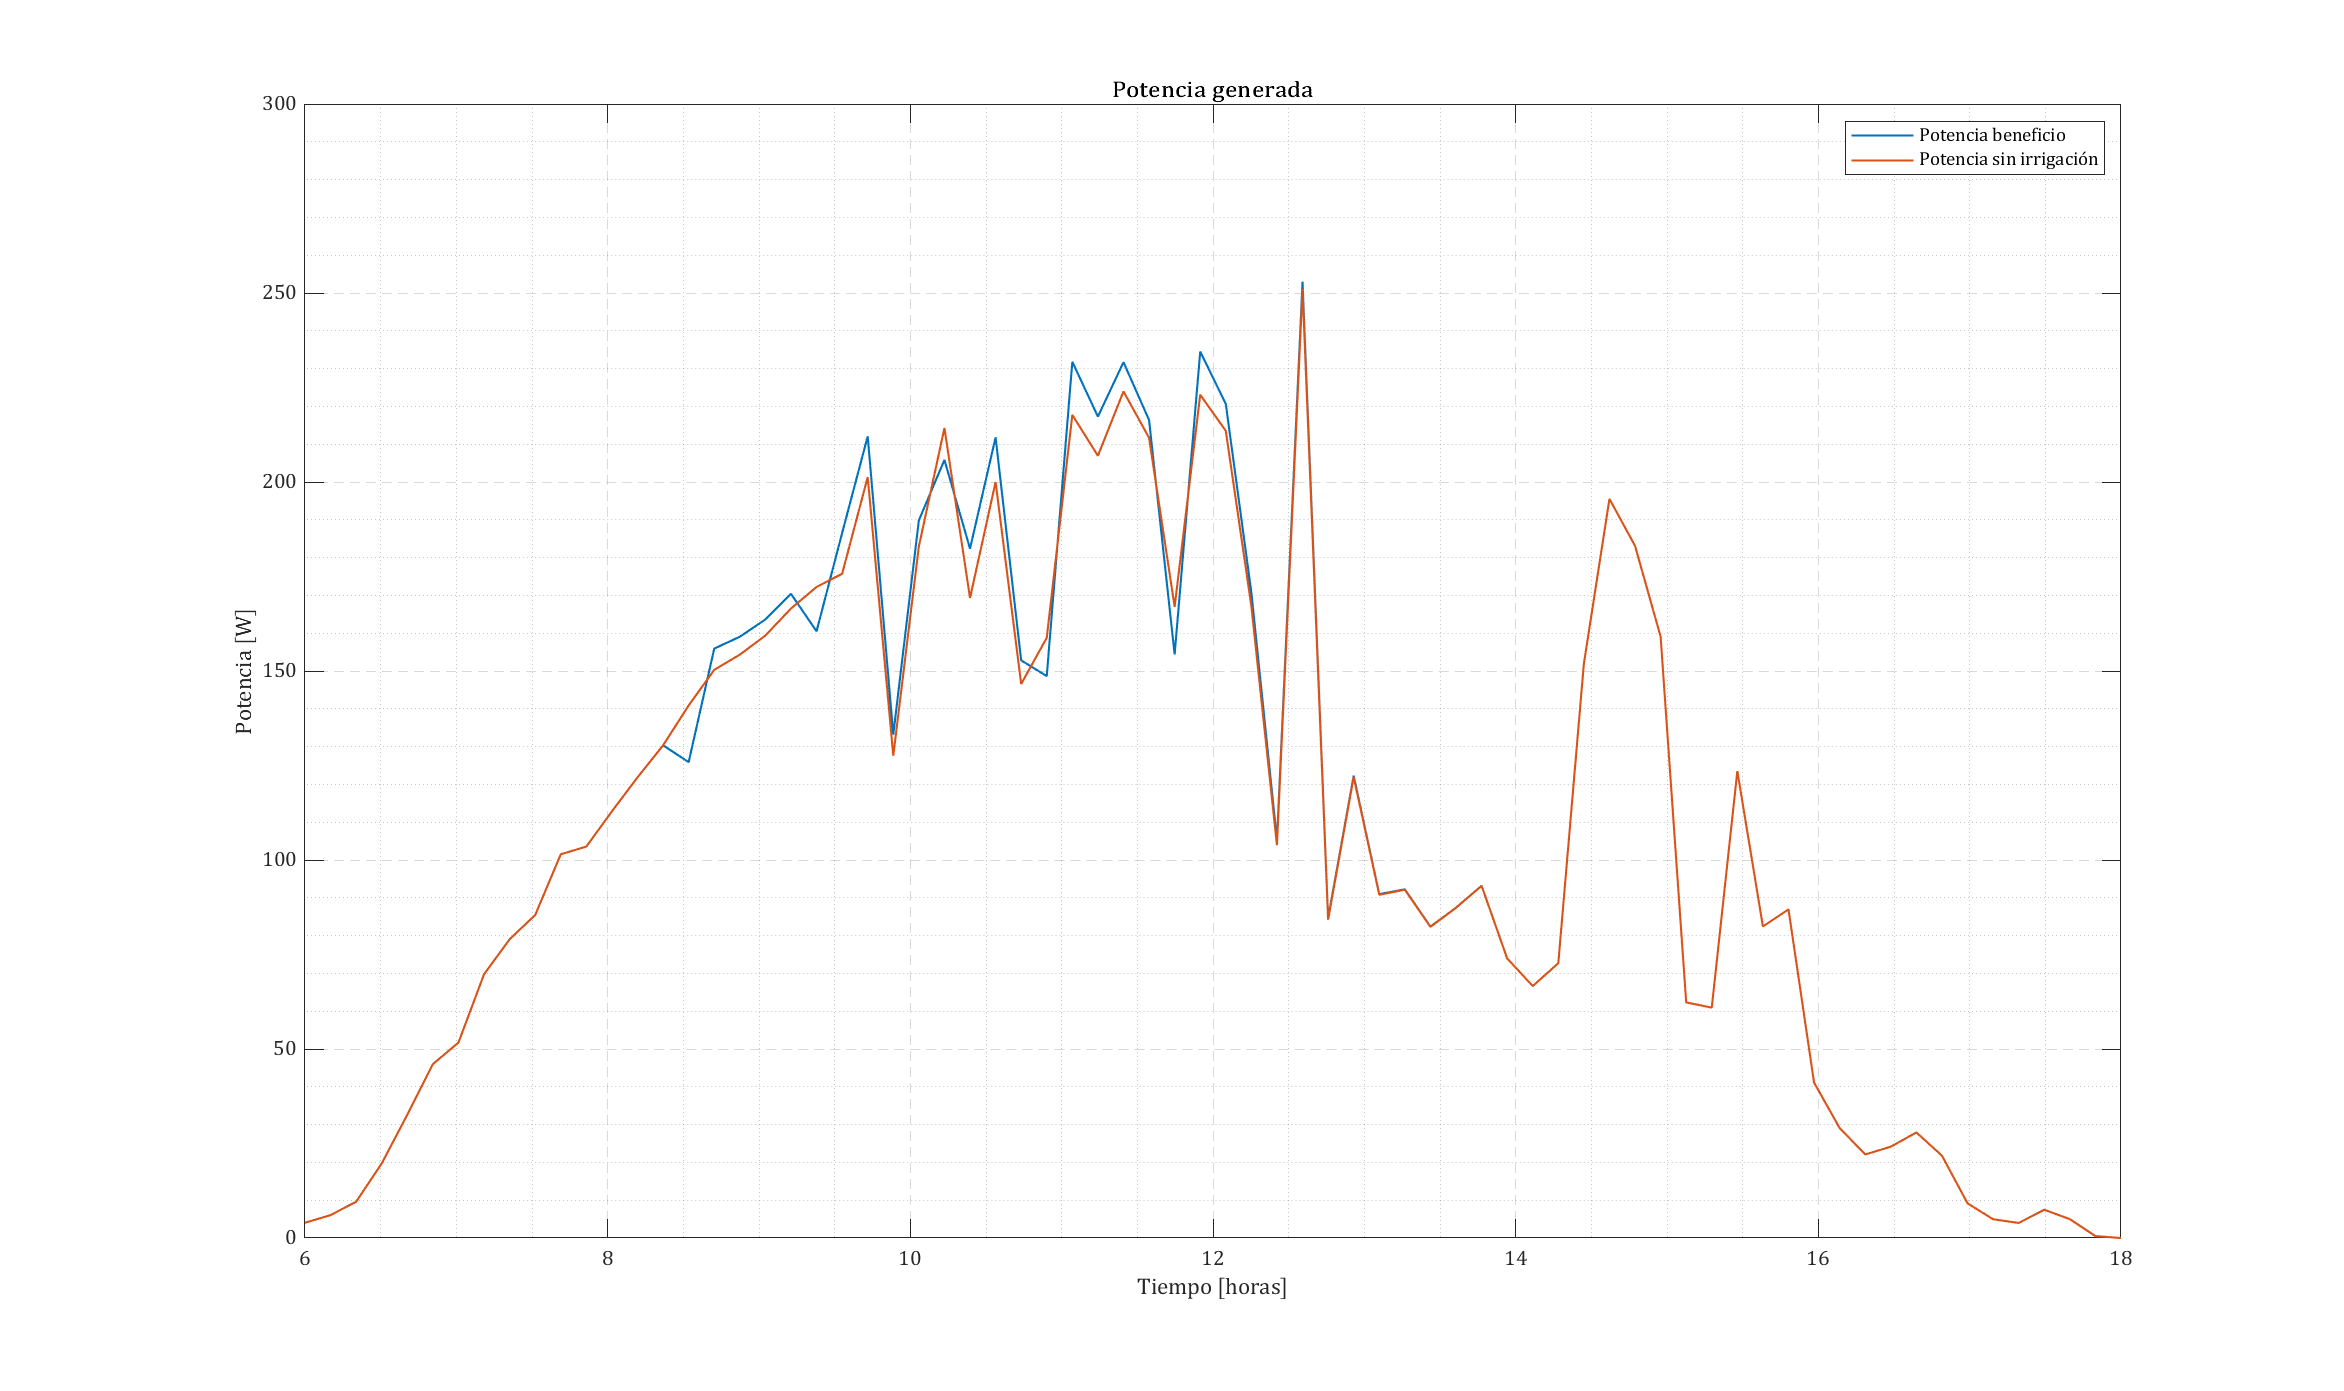 Potencia generada
300
250
200
150
100
50
0
Potencia [W]
6
8
10
12
14
16
18
Tiempo [horas]
Potencia beneficio
Potencia sin irrigación